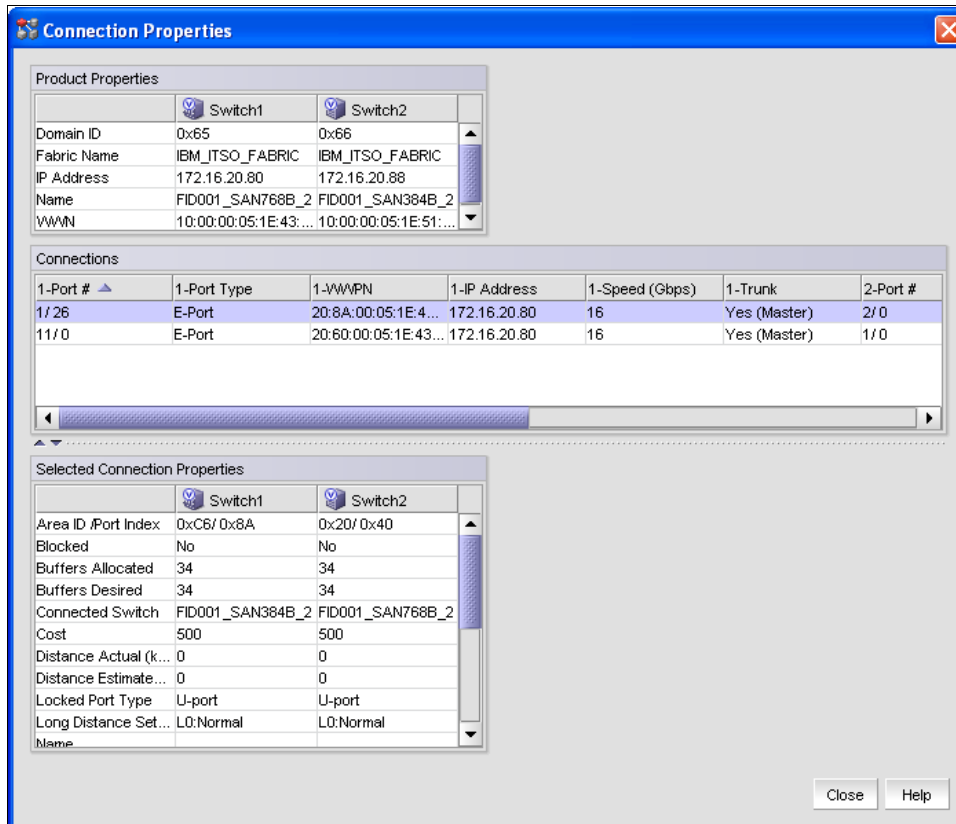 Connection Properties
Product Properties
Switch1 Switch2
Domain ID 0x65 0x66
Fabric Name IBM_ITSO_FABRIC IBM_ITSO_FABRIC
IP Address 172.16.20.80 172.16.20.88
Name FID001_SAN768B_2 FID001_SAN384B_2
WWN 10:00:00:05:1E:43:... 10:00:00:05:1E:51:...
Connections
1-Port # 1-Port Type 1-WWPN 1-IP Address 1-Speed (Gbps) 1-Trunk 2-Port #
1/ 26 E-Port 20:8A:00:05:1E:4... 172.16.20.80 16 Yes (Master) 2/ 0
11/ 0 E-Port 20:60:00:05:1E:43... 172.16.20.80 16 Yes (Master) 1/ 0
Selected Connection Properties
Switch1 Switch2
Area ID /Port Index 0xC6/ 0x8A 0x20/ 0x40
Blocked No No
Buffers Allocated 34 34
Buffers Desired 34 34
Connected Switch FID001_SAN384B_2 FID001_SAN768B_2
Cost 500 500
Distance Actual (k... 0 0
Distance Estimate... 0 0
Locked Port Type U-port U-port
Long Distance Set... L0:Normal L0:Normal
Name
Close Help